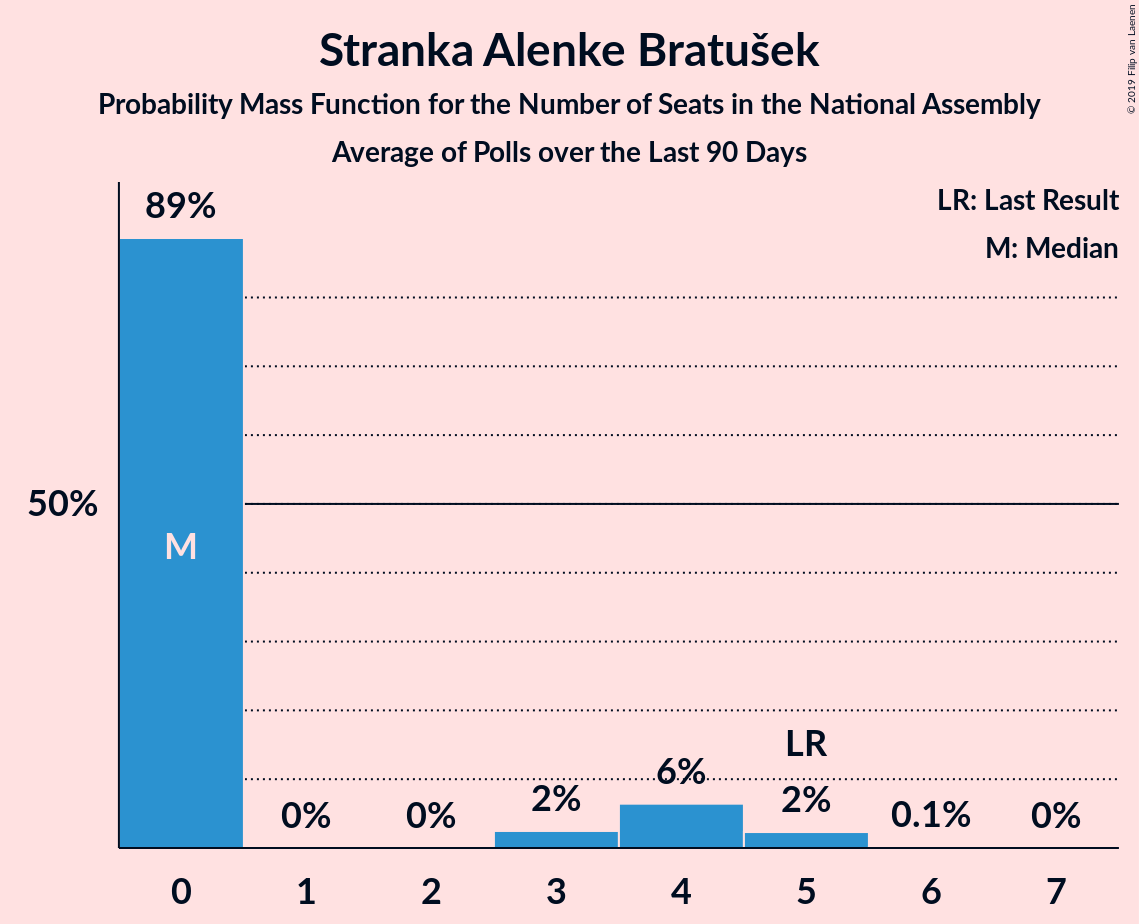 Stranka Alenke Bratušek
Probability Mass Function for the Number of Seats in the National Assembly
Average of Polls over the Last 90 Days
© 2019 Filip van Laenen
LR: Last Result
M: Median
89%
50%
M
LR
0% 0% 2% 6% 2% 0.1% 0%
0 1 2 3 4 5 6 7